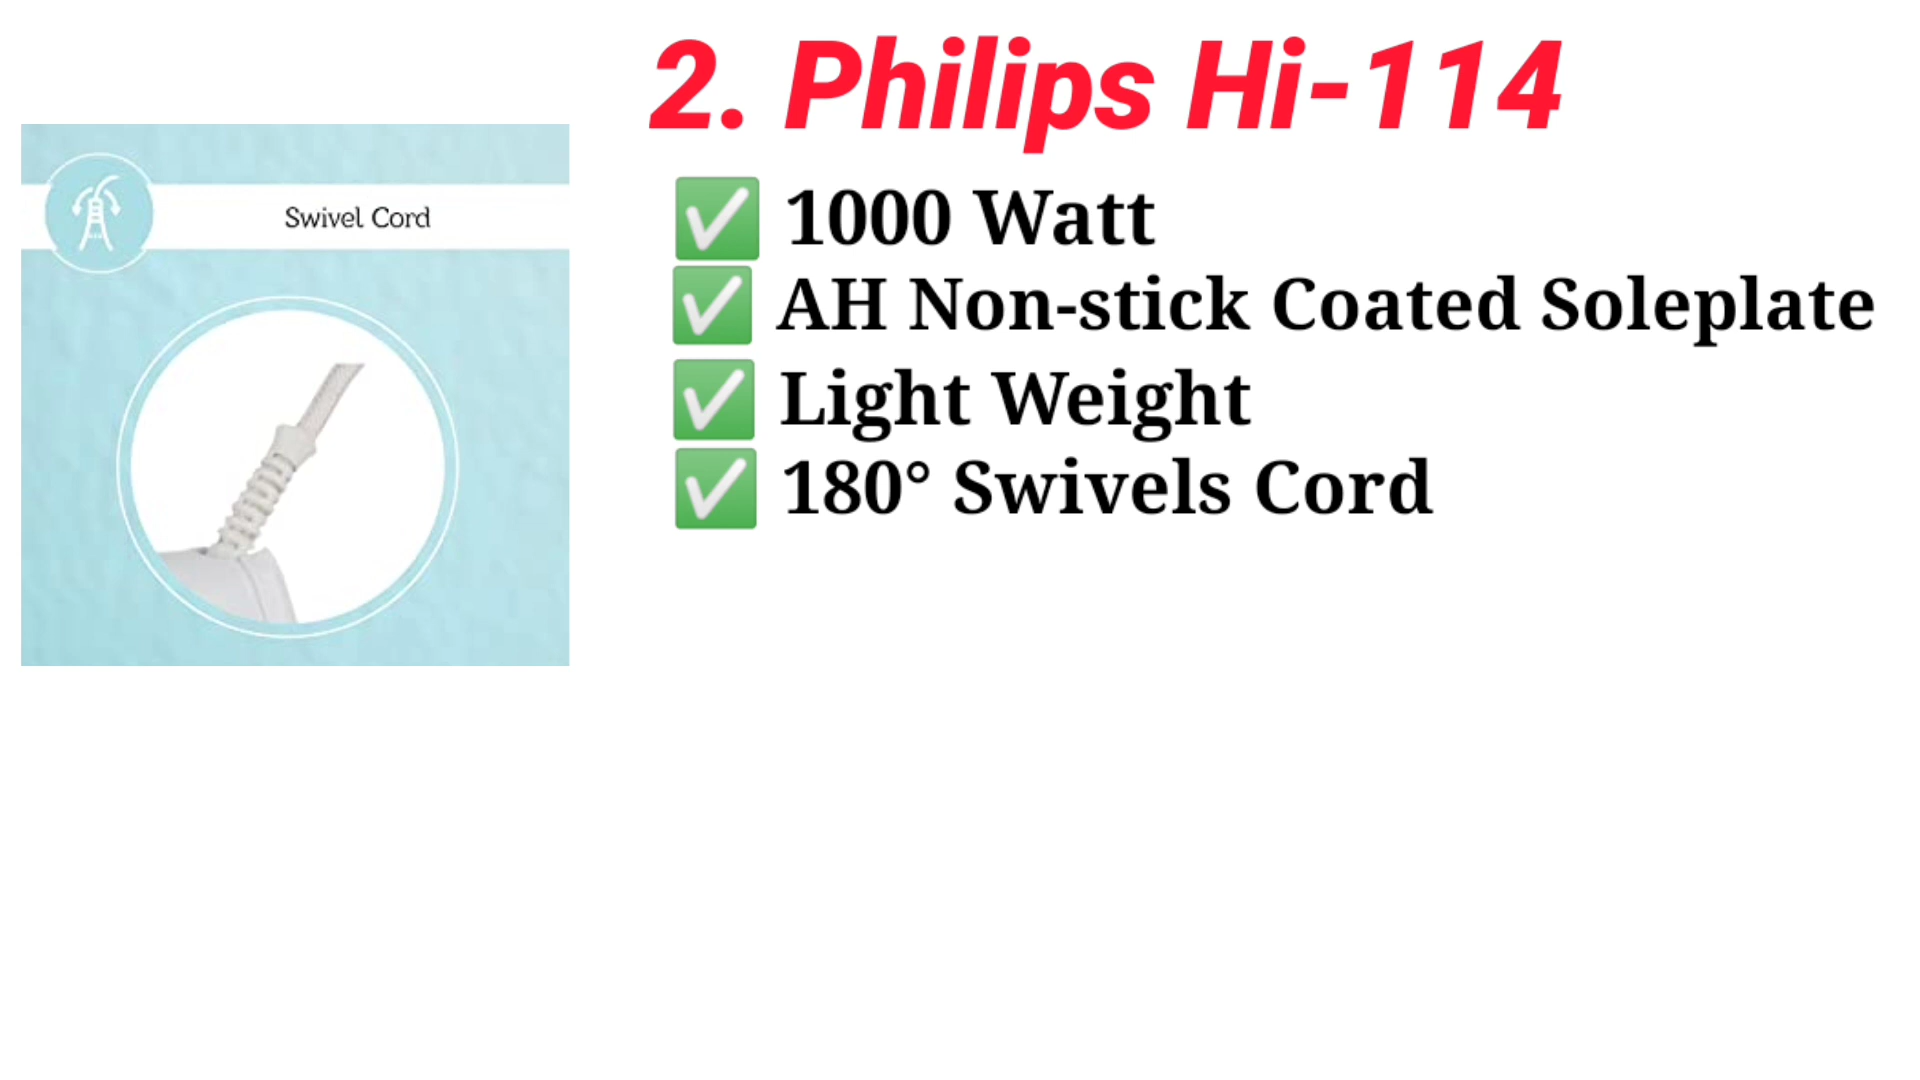 2. Philips Hi-114
Swivel Cord
✅ 1000 Watt
✅ AH Non-stick Coated Soleplate
✅ Light Weight
✅ 180° Swivels Cord